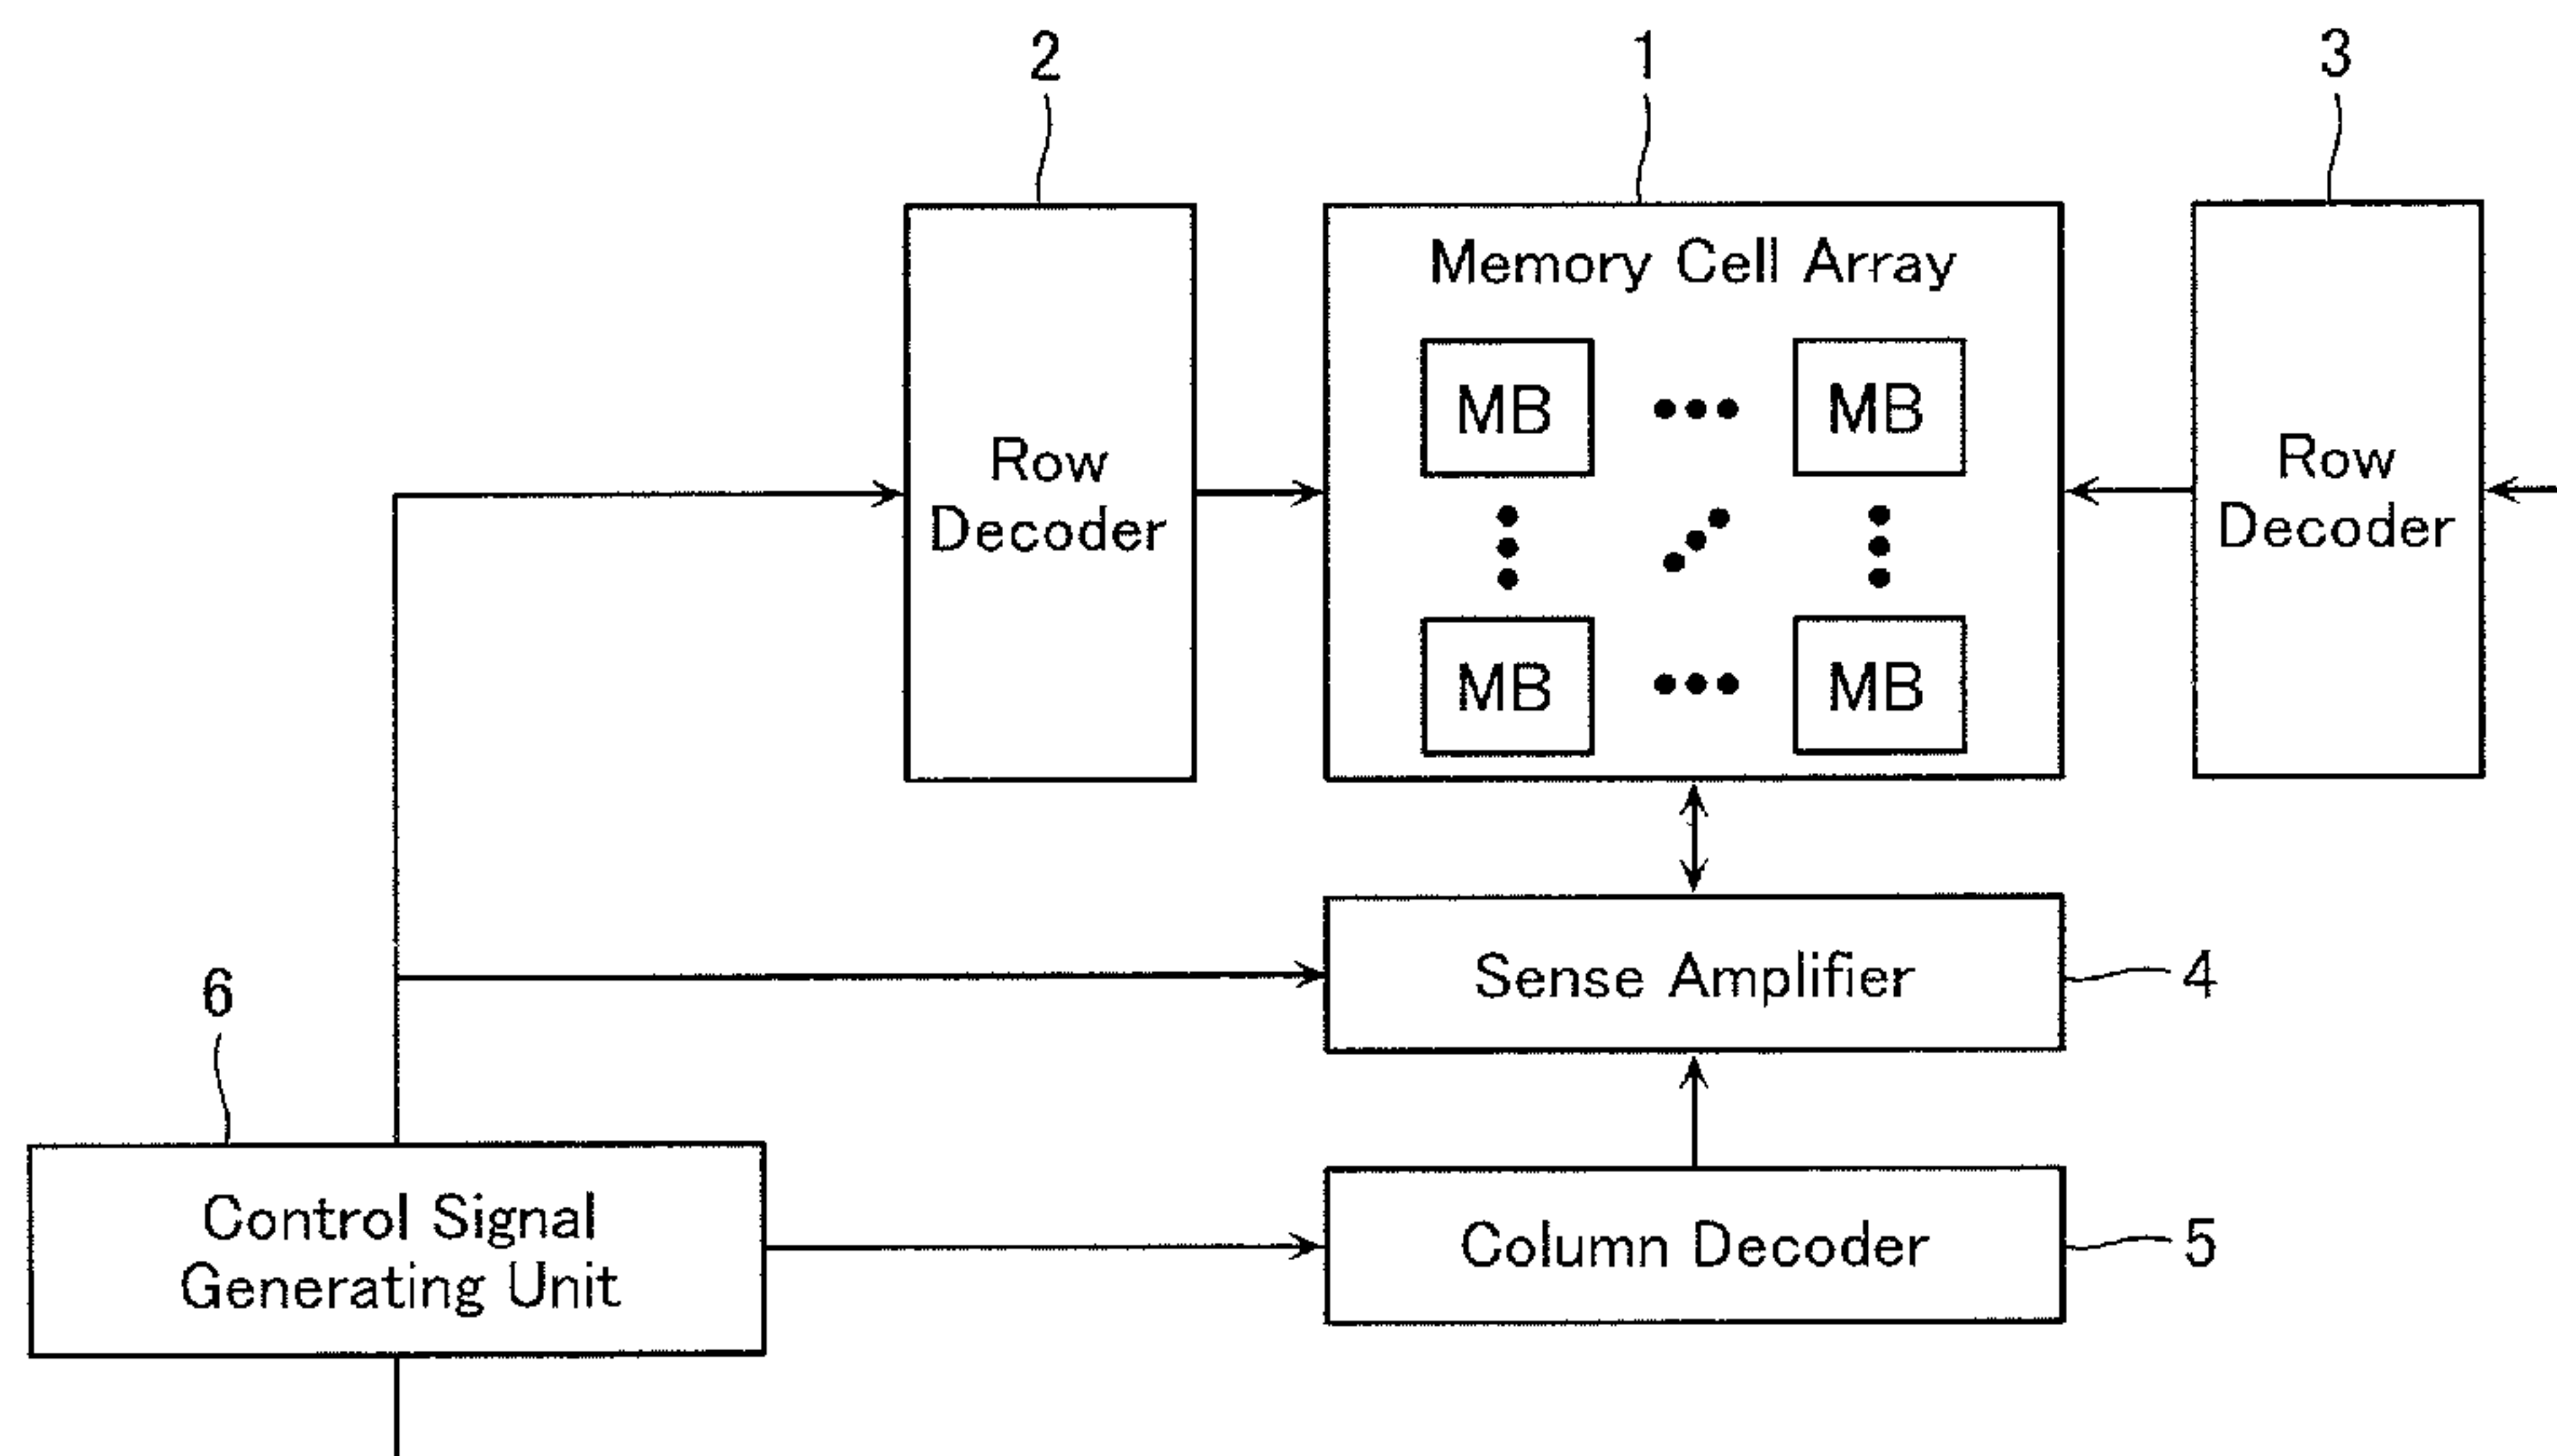 2
1
3
Memory Cell Array
MB ••• MB
Row
Decoder
Row
Decoder
MB ••• MB
Sense Amplifier
4
6
Control Signal
Generating Unit
Column Decoder
5